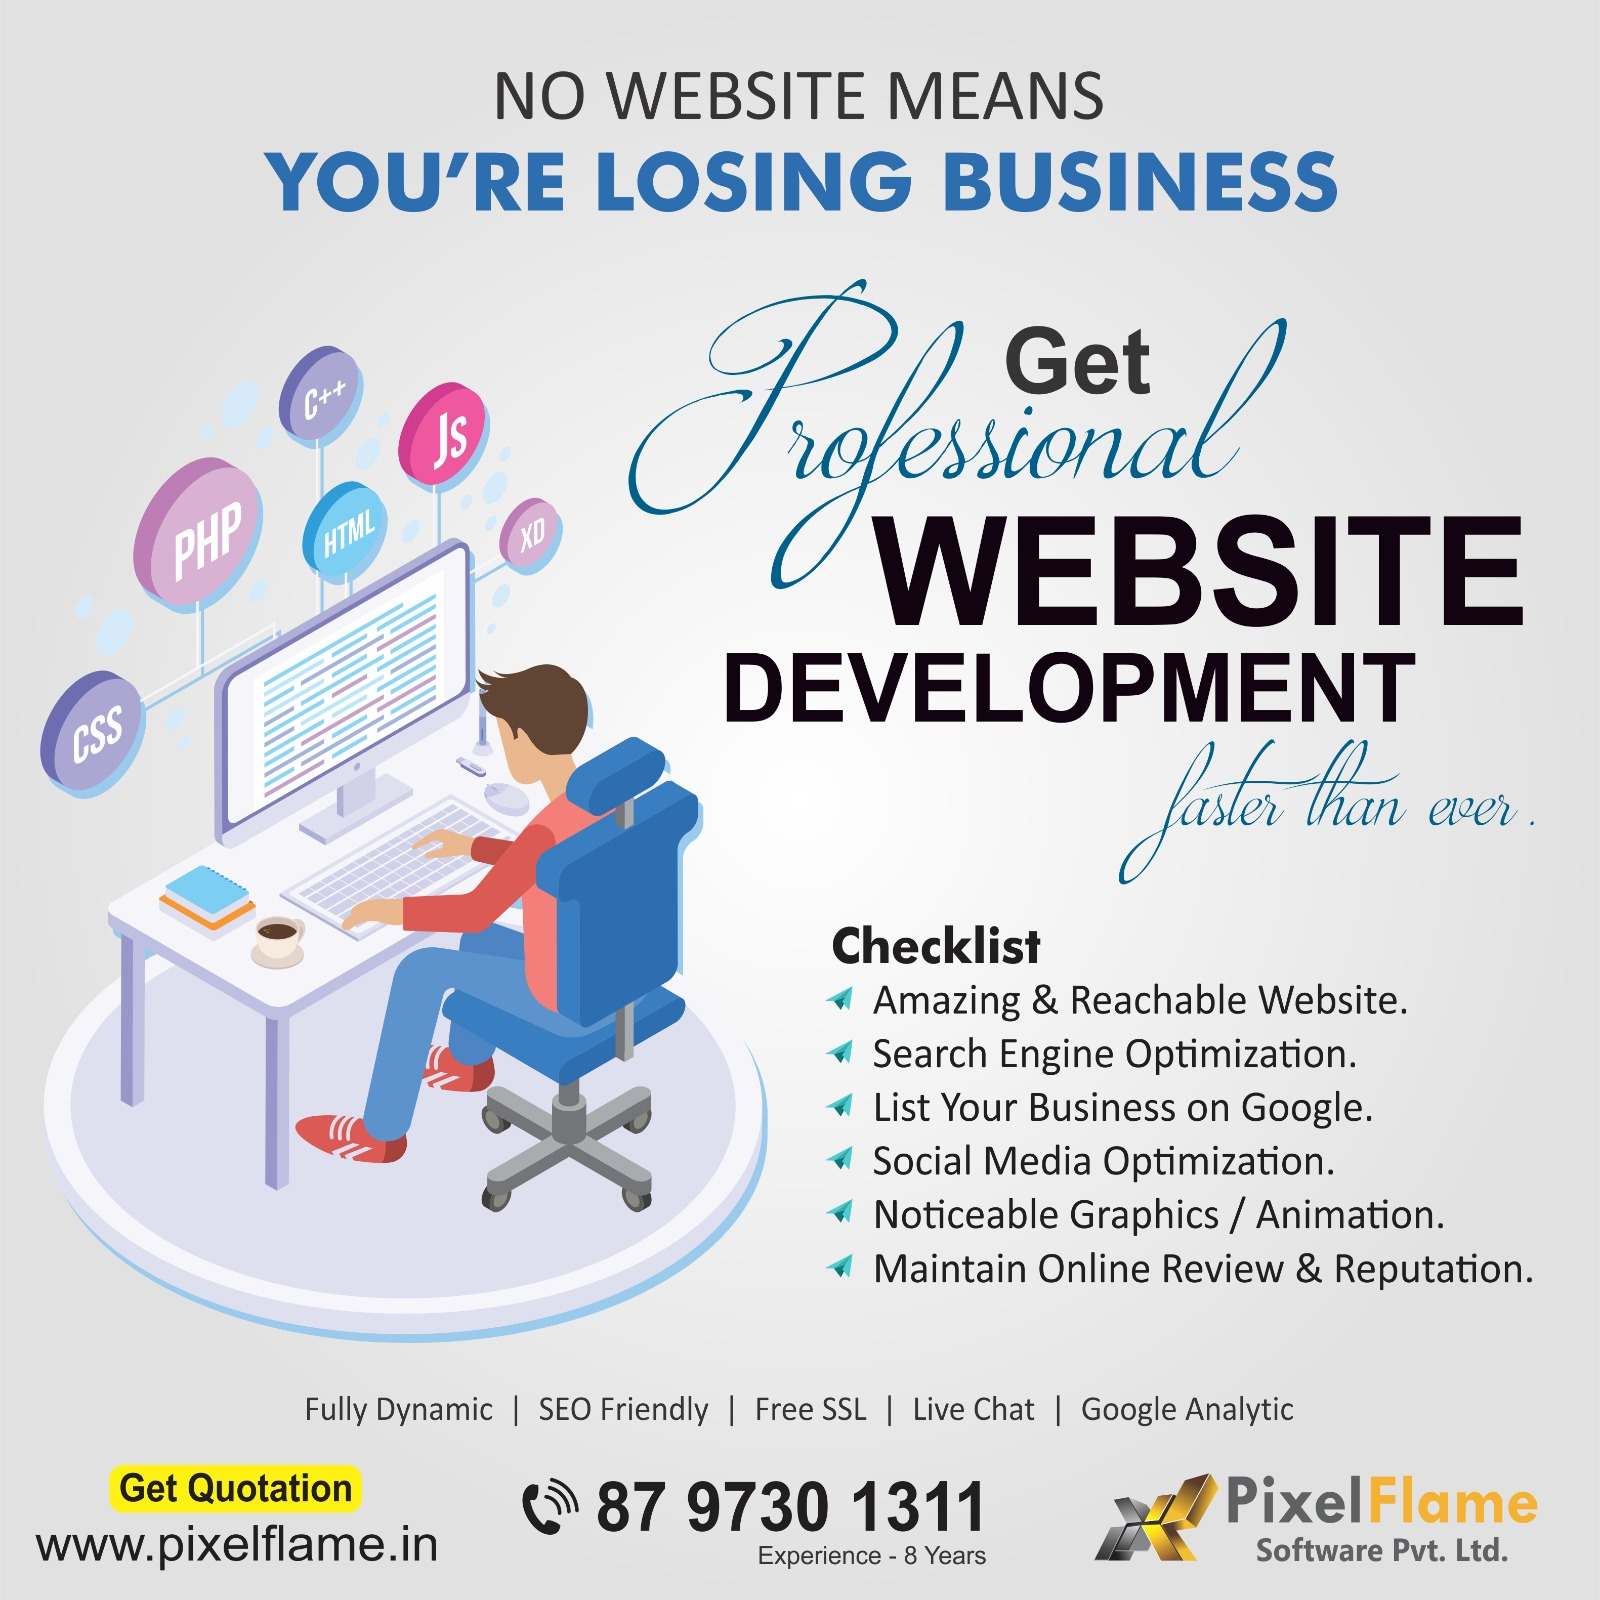 NO WEBSITE MEANS
YOU'RE LOSING BUSINESS
Get
Professional
WEBSITE
DEVELOPMENT
faster than ever.
C++
JS
PHP
HTML
XD
CSS
Checklist
Amazing & Reachable Website.
Search Engine Optimization.
List Your Business on Google.
Social Media Optimization.
Noticeable Graphics / Animation.
Maintain Online Review & Reputation.
Fully Dynamic | SEO Friendly | Free SSL | Live Chat | Google Analytic
Get Quotation
www.pixelflame.in
87 9730 1311
Experience - 8 Years
PixelFlame
Software Pvt. Ltd.